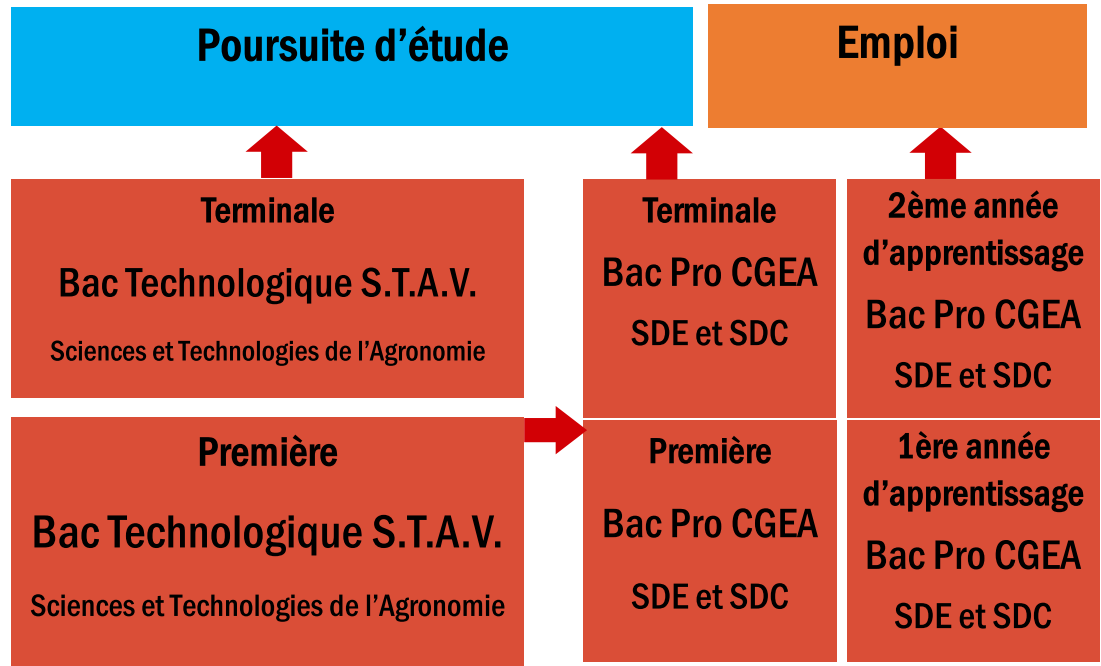 Poursuite d’étude
Emploi
Terminale
Bac Technologique S.T.A.V.
Sciences et Technologies de l’Agronomie
Terminale
Bac Pro CGEA
SDE et SDC
2ème année
d’apprentissage
Bac Pro CGEA
SDE et SDC
Première
Bac Technologique S.T.A.V.
Sciences et Technologies de l’Agronomie
Première
Bac Pro CGEA
SDE et SDC
1ère année
d’apprentissage
Bac Pro CGEA
SDE et SDC